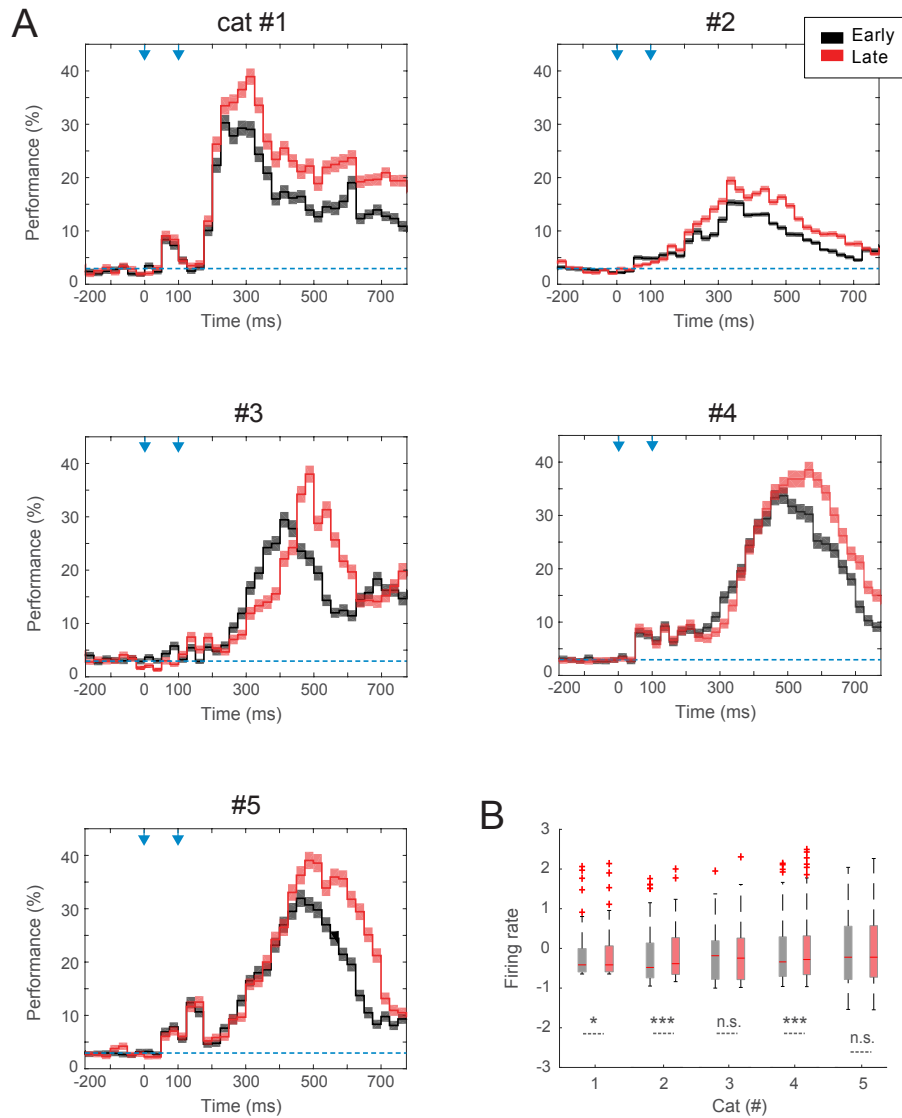 A
cat #1
#2
Early
Late
Performance (%)
40
30
20
10
0
-200 0 100 300 500 700
Time (ms)
40
30
20
10
0
-200 0 100 300 500 700
Time (ms)
#3
#4
Performance (%)
40
30
20
10
0
-200 0 100 300 500 700
Time (ms)
40
30
20
10
0
-200 0 100 300 500 700
Time (ms)
#5
Performance (%)
40
30
20
10
0
-200 0 100 300 500 700
Time (ms)
B
Firing rate
3
2
1
-0
-1
-2
-3
* *** n.s. *** n.s.
1 2 3 4 5
Cat (#)